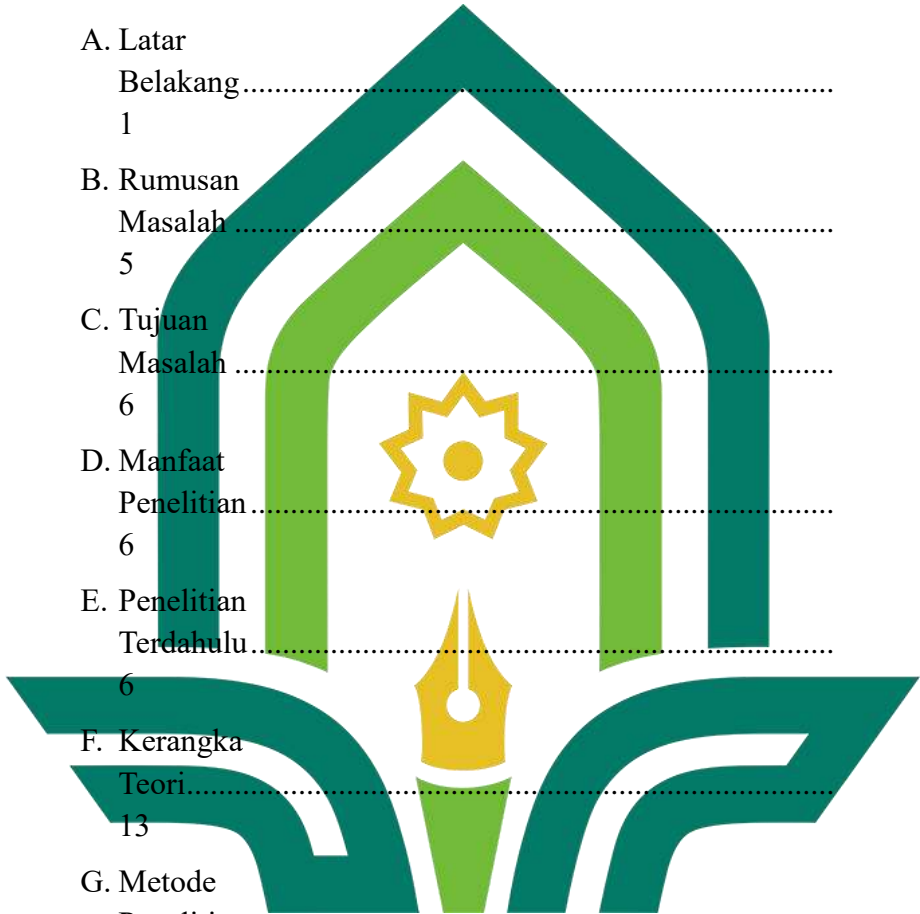 A. Latar
Belakang...........................................................................
1
B. Rumusan
Masalah............................................................................
5
C. Tujuan
Masalah............................................................................
6
D. Manfaat
Penelitian..........................................................................
6
E. Penelitian
Terdahulu..........................................................................
6
F. Kerangka
Teori..................................................................................
13
G. Metode